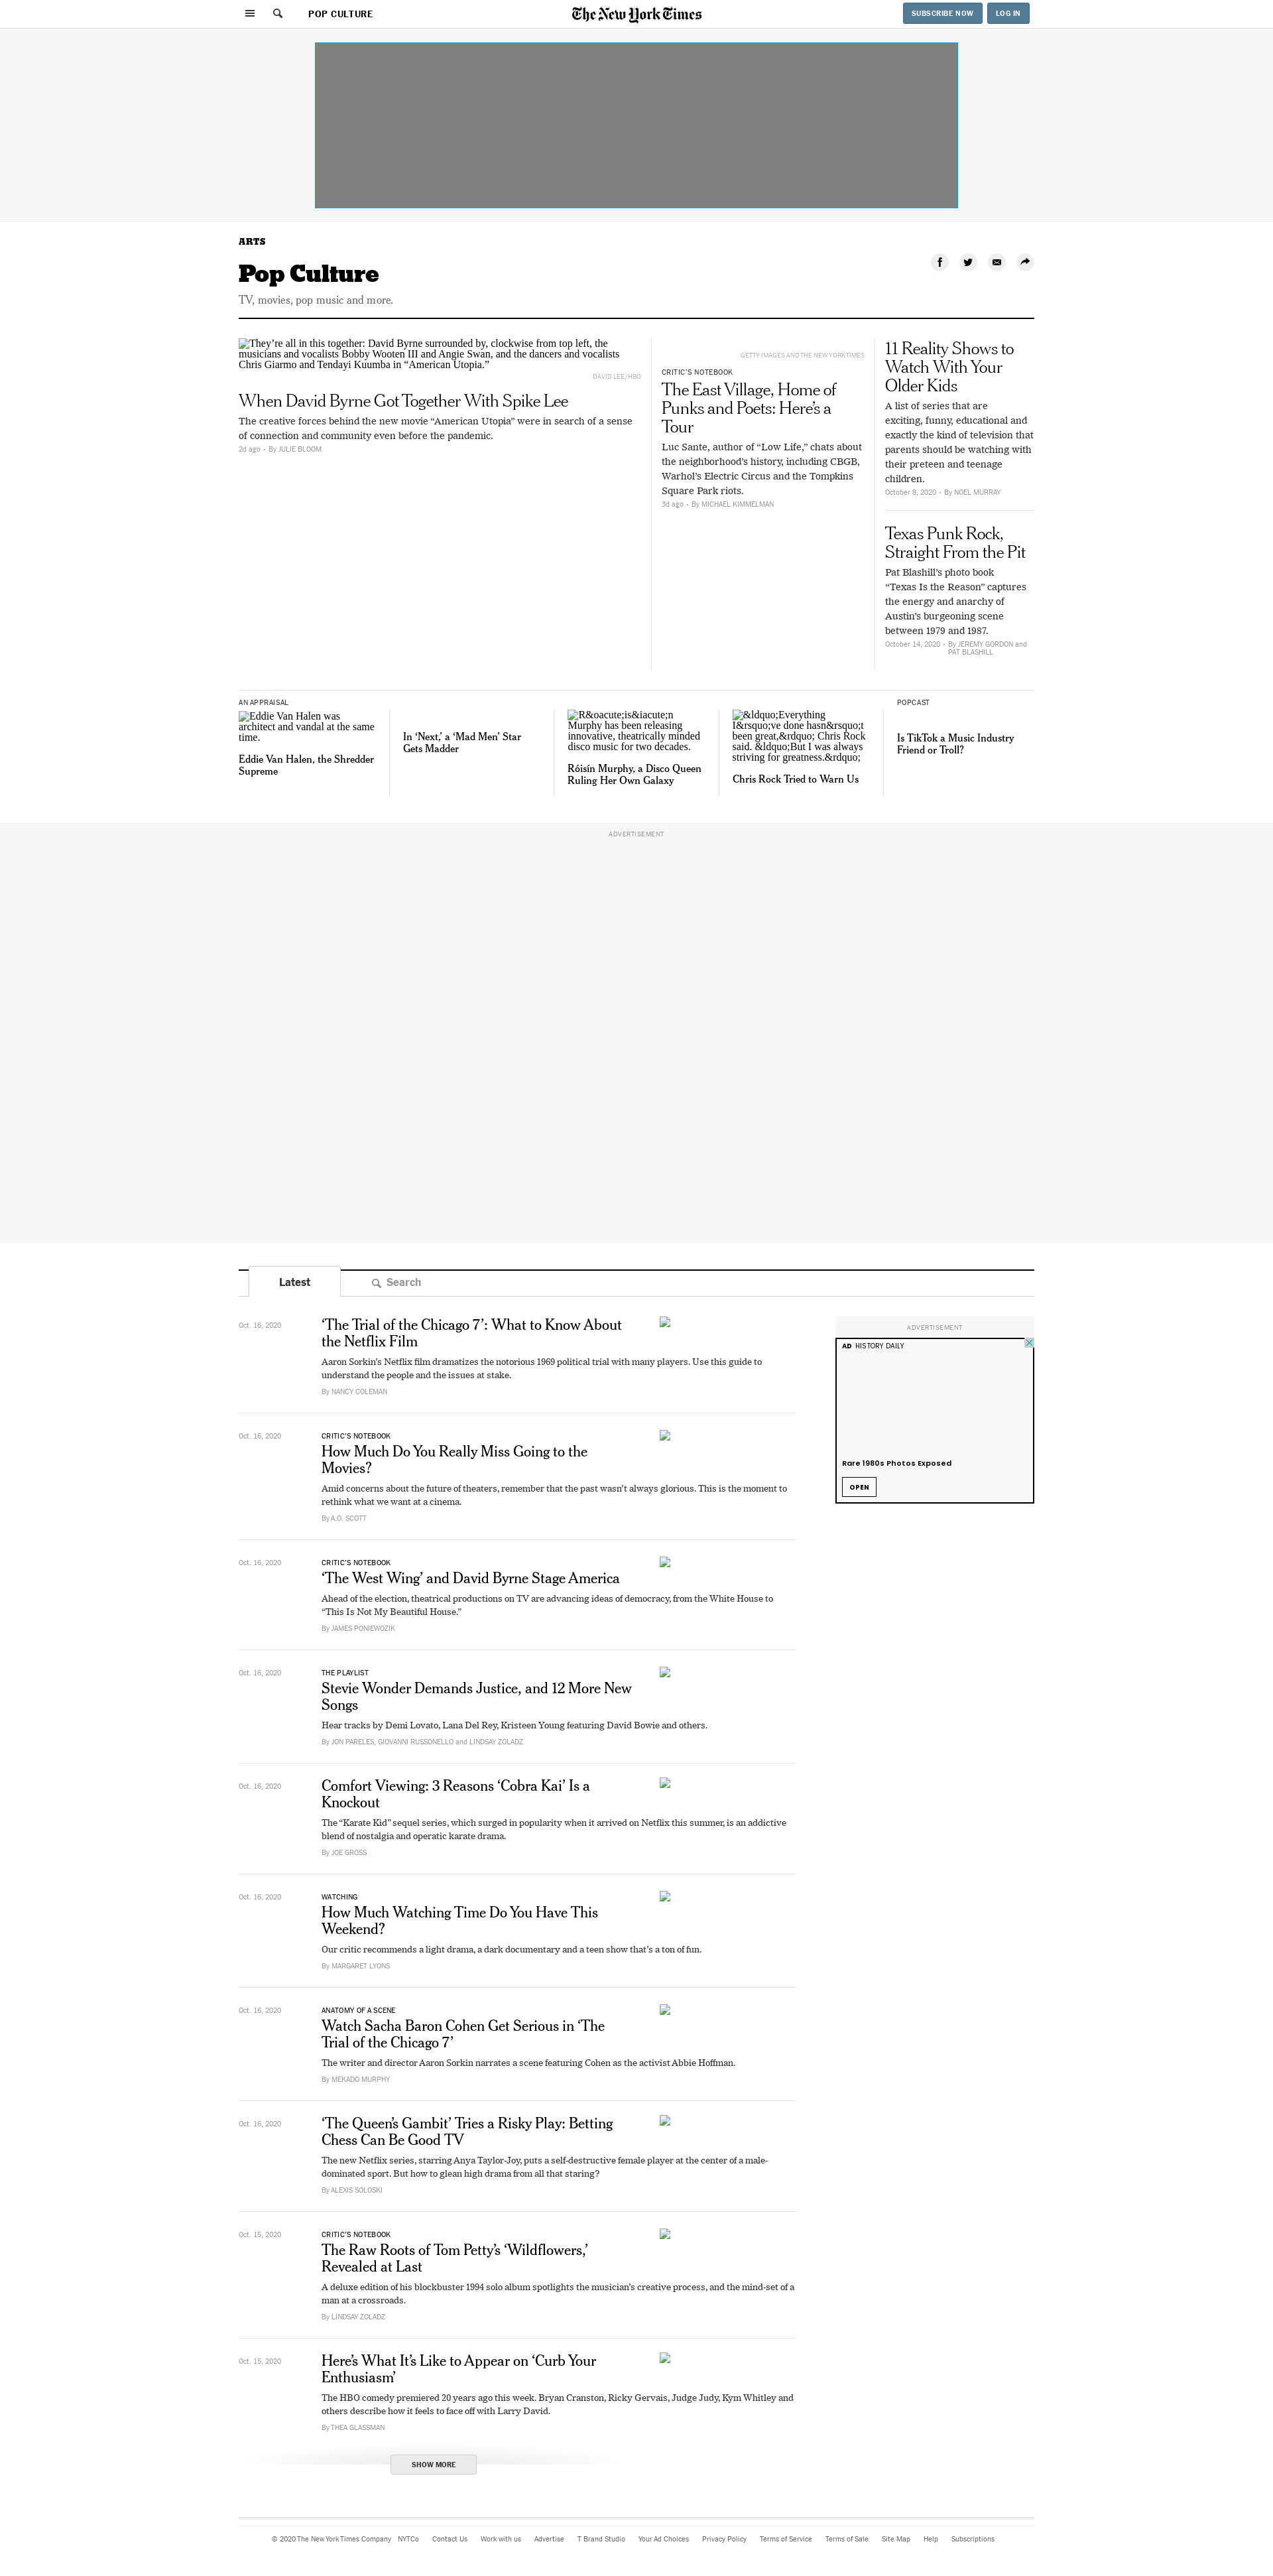 POP CULTURE
The New York Times
SUBSCRIBE NOW
LOG IN
ARTS
Pop Culture
TV, movies, pop music and more.
They’re all in this together: David Byrne surrounded by, clockwise from top left, the
musicians and vocalists Bobby Wooten III and Angie Swan, and the dancers and vocalists
Chris Giarmo and Tendayi Kuumba in “American Utopia.”
DAVID LEE/HBO
When David Byrne Got Together With Spike Lee
The creative forces behind the new movie “American Utopia” were in search of a sense
of connection and community even before the pandemic.
2d ago · By JULIE BLOOM
GETTY IMAGES AND THE NEW YORK TIMES
CRITIC’S NOTEBOOK
The East Village, Home of
Punks and Poets: Here’s a
Tour
Luc Sante, author of “Low Life,” chats about
the neighborhood’s history, including CBGB,
Warhol’s Electric Circus and the Tompkins
Square Park riots.
3d ago · By MICHAEL KIMMELMAN
11 Reality Shows to
Watch With Your
Older Kids
A list of series that are
exciting, funny, educational and
exactly the kind of television that
parents should be watching with
their preteen and teenage
children.
October 8, 2020 · By NOEL MURRAY
Texas Punk Rock,
Straight From the Pit
Pat Blashill’s photo book
“Texas Is the Reason” captures
the energy and anarchy of
Austin’s burgeoning scene
between 1979 and 1987.
October 14, 2020 · By JEREMY GORDON and
PAT BLASHILL
AN APPRAISAL
Eddie Van Halen was
architect and vandal at the same
time.
Eddie Van Halen, the Shredder
Supreme
In ‘Next,’ a ‘Mad Men’ Star
Gets Madder
R&oacute;is&iacute;n
Murphy has been releasing
innovative, theatrically minded
disco music for two decades.
Róisín Murphy, a Disco Queen
Ruling Her Own Galaxy
&ldquo;Everything
I&rsquo;ve done hasn&rsquo;t
been great,&rdquo; Chris Rock
said. &ldquo;But I was always
striving for greatness.&rdquo;
Chris Rock Tried to Warn Us
POPCAST
Is TikTok a Music Industry
Friend or Troll?
ADVERTISEMENT
Latest
Search
Oct. 16, 2020
‘The Trial of the Chicago 7’: What to Know About
the Netflix Film
Aaron Sorkin’s Netflix film dramatizes the notorious 1969 political trial with many players. Use this guide to
understand the people and the issues at stake.
By NANCY COLEMAN
ADVERTISEMENT
AD HISTORY DAILY
Rare 1980s Photos Exposed
OPEN
Oct. 16, 2020
CRITIC’S NOTEBOOK
How Much Do You Really Miss Going to the
Movies?
Amid concerns about the future of theaters, remember that the past wasn’t always glorious. This is the moment to
rethink what we want at a cinema.
By A.O. SCOTT
Oct. 16, 2020
CRITIC’S NOTEBOOK
‘The West Wing’ and David Byrne Stage America
Ahead of the election, theatrical productions on TV are advancing ideas of democracy, from the White House to
“This Is Not My Beautiful House.”
By JAMES PONIEWOZIK
Oct. 16, 2020
THE PLAYLIST
Stevie Wonder Demands Justice, and 12 More New
Songs
Hear tracks by Demi Lovato, Lana Del Rey, Kristeen Young featuring David Bowie and others.
By JON PARELES, GIOVANNI RUSSONELLO and LINDSAY ZOLADZ
Oct. 16, 2020
Comfort Viewing: 3 Reasons ‘Cobra Kai’ Is a
Knockout
The “Karate Kid” sequel series, which surged in popularity when it arrived on Netflix this summer, is an addictive
blend of nostalgia and operatic karate drama.
By JOE GROSS
Oct. 16, 2020
WATCHING
How Much Watching Time Do You Have This
Weekend?
Our critic recommends a light drama, a dark documentary and a teen show that’s a ton of fun.
By MARGARET LYONS
Oct. 16, 2020
ANATOMY OF A SCENE
Watch Sacha Baron Cohen Get Serious in ‘The
Trial of the Chicago 7’
The writer and director Aaron Sorkin narrates a scene featuring Cohen as the activist Abbie Hoffman.
By MEKADO MURPHY
Oct. 16, 2020
‘The Queen’s Gambit’ Tries a Risky Play: Betting
Chess Can Be Good TV
The new Netflix series, starring Anya Taylor-Joy, puts a self-destructive female player at the center of a male-
dominated sport. But how to glean high drama from all that staring?
By ALEXIS SOLOSKI
Oct. 15, 2020
CRITIC’S NOTEBOOK
The Raw Roots of Tom Petty’s ‘Wildflowers,’
Revealed at Last
A deluxe edition of his blockbuster 1994 solo album spotlights the musician’s creative process, and the mind-set of a
man at a crossroads.
By LINDSAY ZOLADZ
Oct. 15, 2020
Here’s What It’s Like to Appear on ‘Curb Your
Enthusiasm’
The HBO comedy premiered 20 years ago this week. Bryan Cranston, Ricky Gervais, Judge Judy, Kym Whitley and
others describe how it feels to face off with Larry David.
By THEA GLASSMAN
SHOW MORE
© 2020 The New York Times Company NYTCo Contact Us Work with us Advertise T Brand Studio Your Ad Choices Privacy Policy Terms of Service Terms of Sale Site Map Help Subscriptions